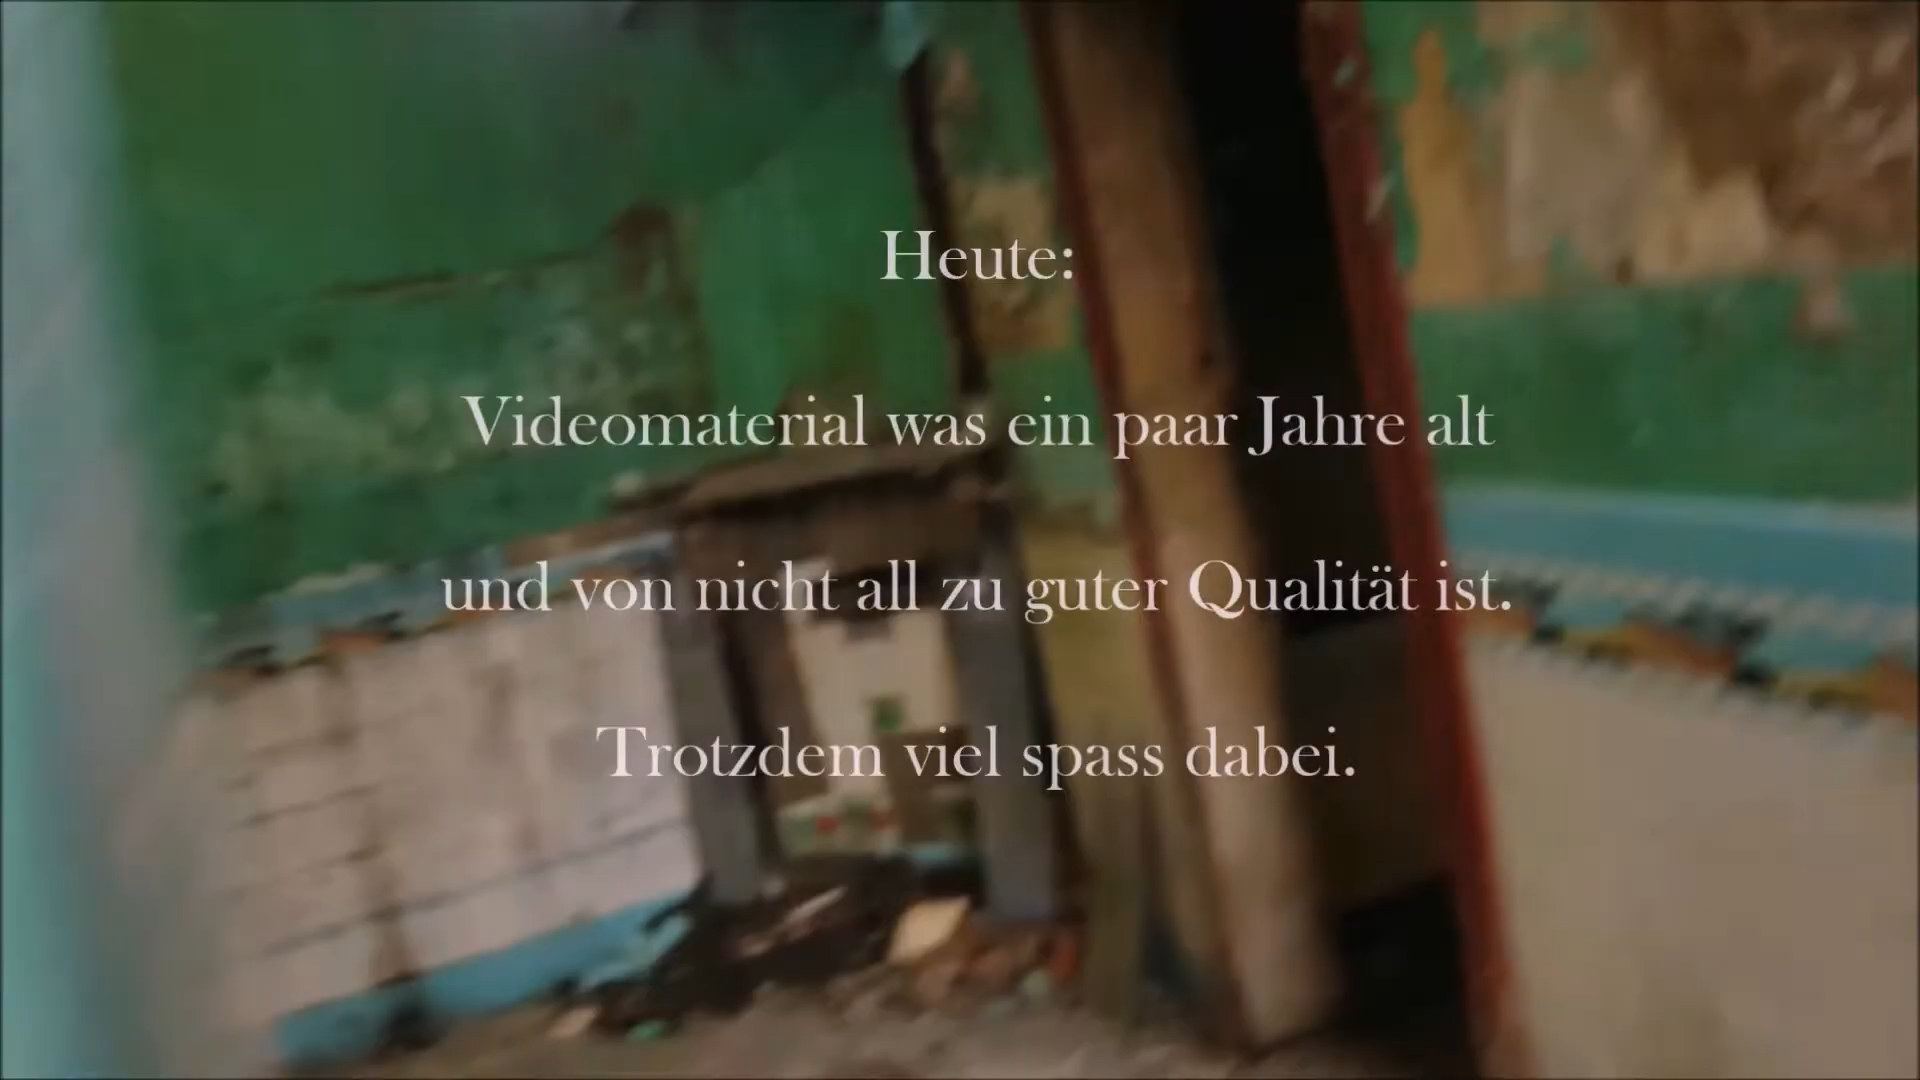 Heute:
Videomaterial was ein paar Jahre alt
und von nicht all zu guter Qualität ist.
Trotzdem viel spass dabei.